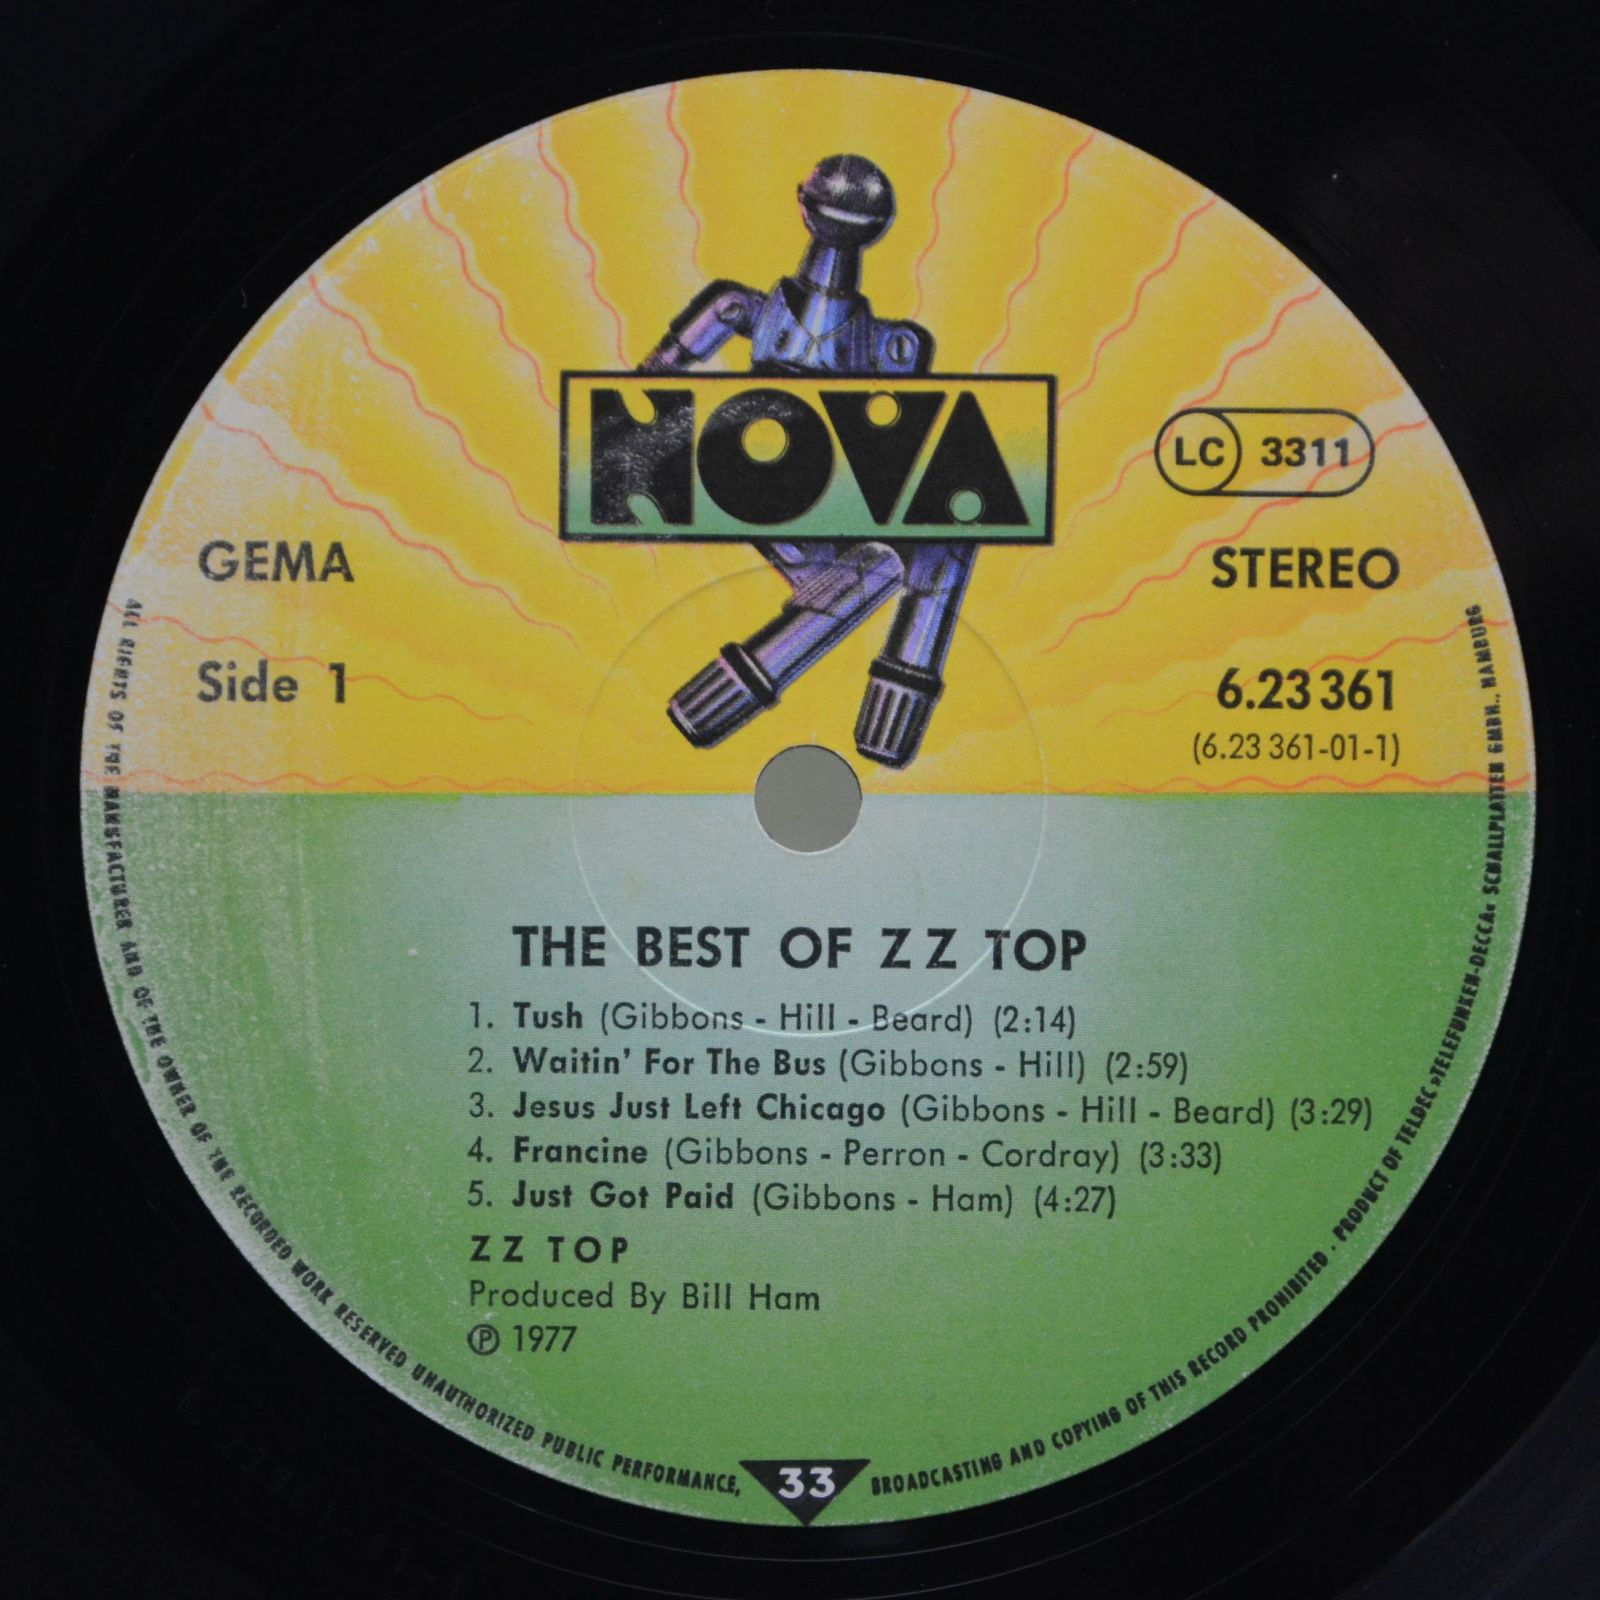 NOVA
LC 3311
GEMA
STEREO
Side 1
6.23 361
(6.23 361-01-1)
THE BEST OF ZZ TOP
1. Tush (Gibbons - Hill - Beard) (2:14)
2. Waitin' For The Bus (Gibbons - Hill) (2:59)
3. Jesus Just Left Chicago (Gibbons - Hill - Beard) (3:29)
4. Francine (Gibbons - Perron - Cordray) (3:33)
5. Just Got Paid (Gibbons - Ham) (4:27)
ZZ TOP
Produced By Bill Ham
℗ 1977
ALL RIGHTS OF THE MANUFACTURER AND OF THE OWNER OF THE RECORDED WORK RESERVED UNAUTHORIZED PUBLIC PERFORMANCE,
33
BROADCASTING AND COPYING OF THIS RECORD PROHIBITED · PRODUCT OF TELDEC »TELEFUNKEN-DECCA« SCHALLPLATTEN GMBH., HAMBURG